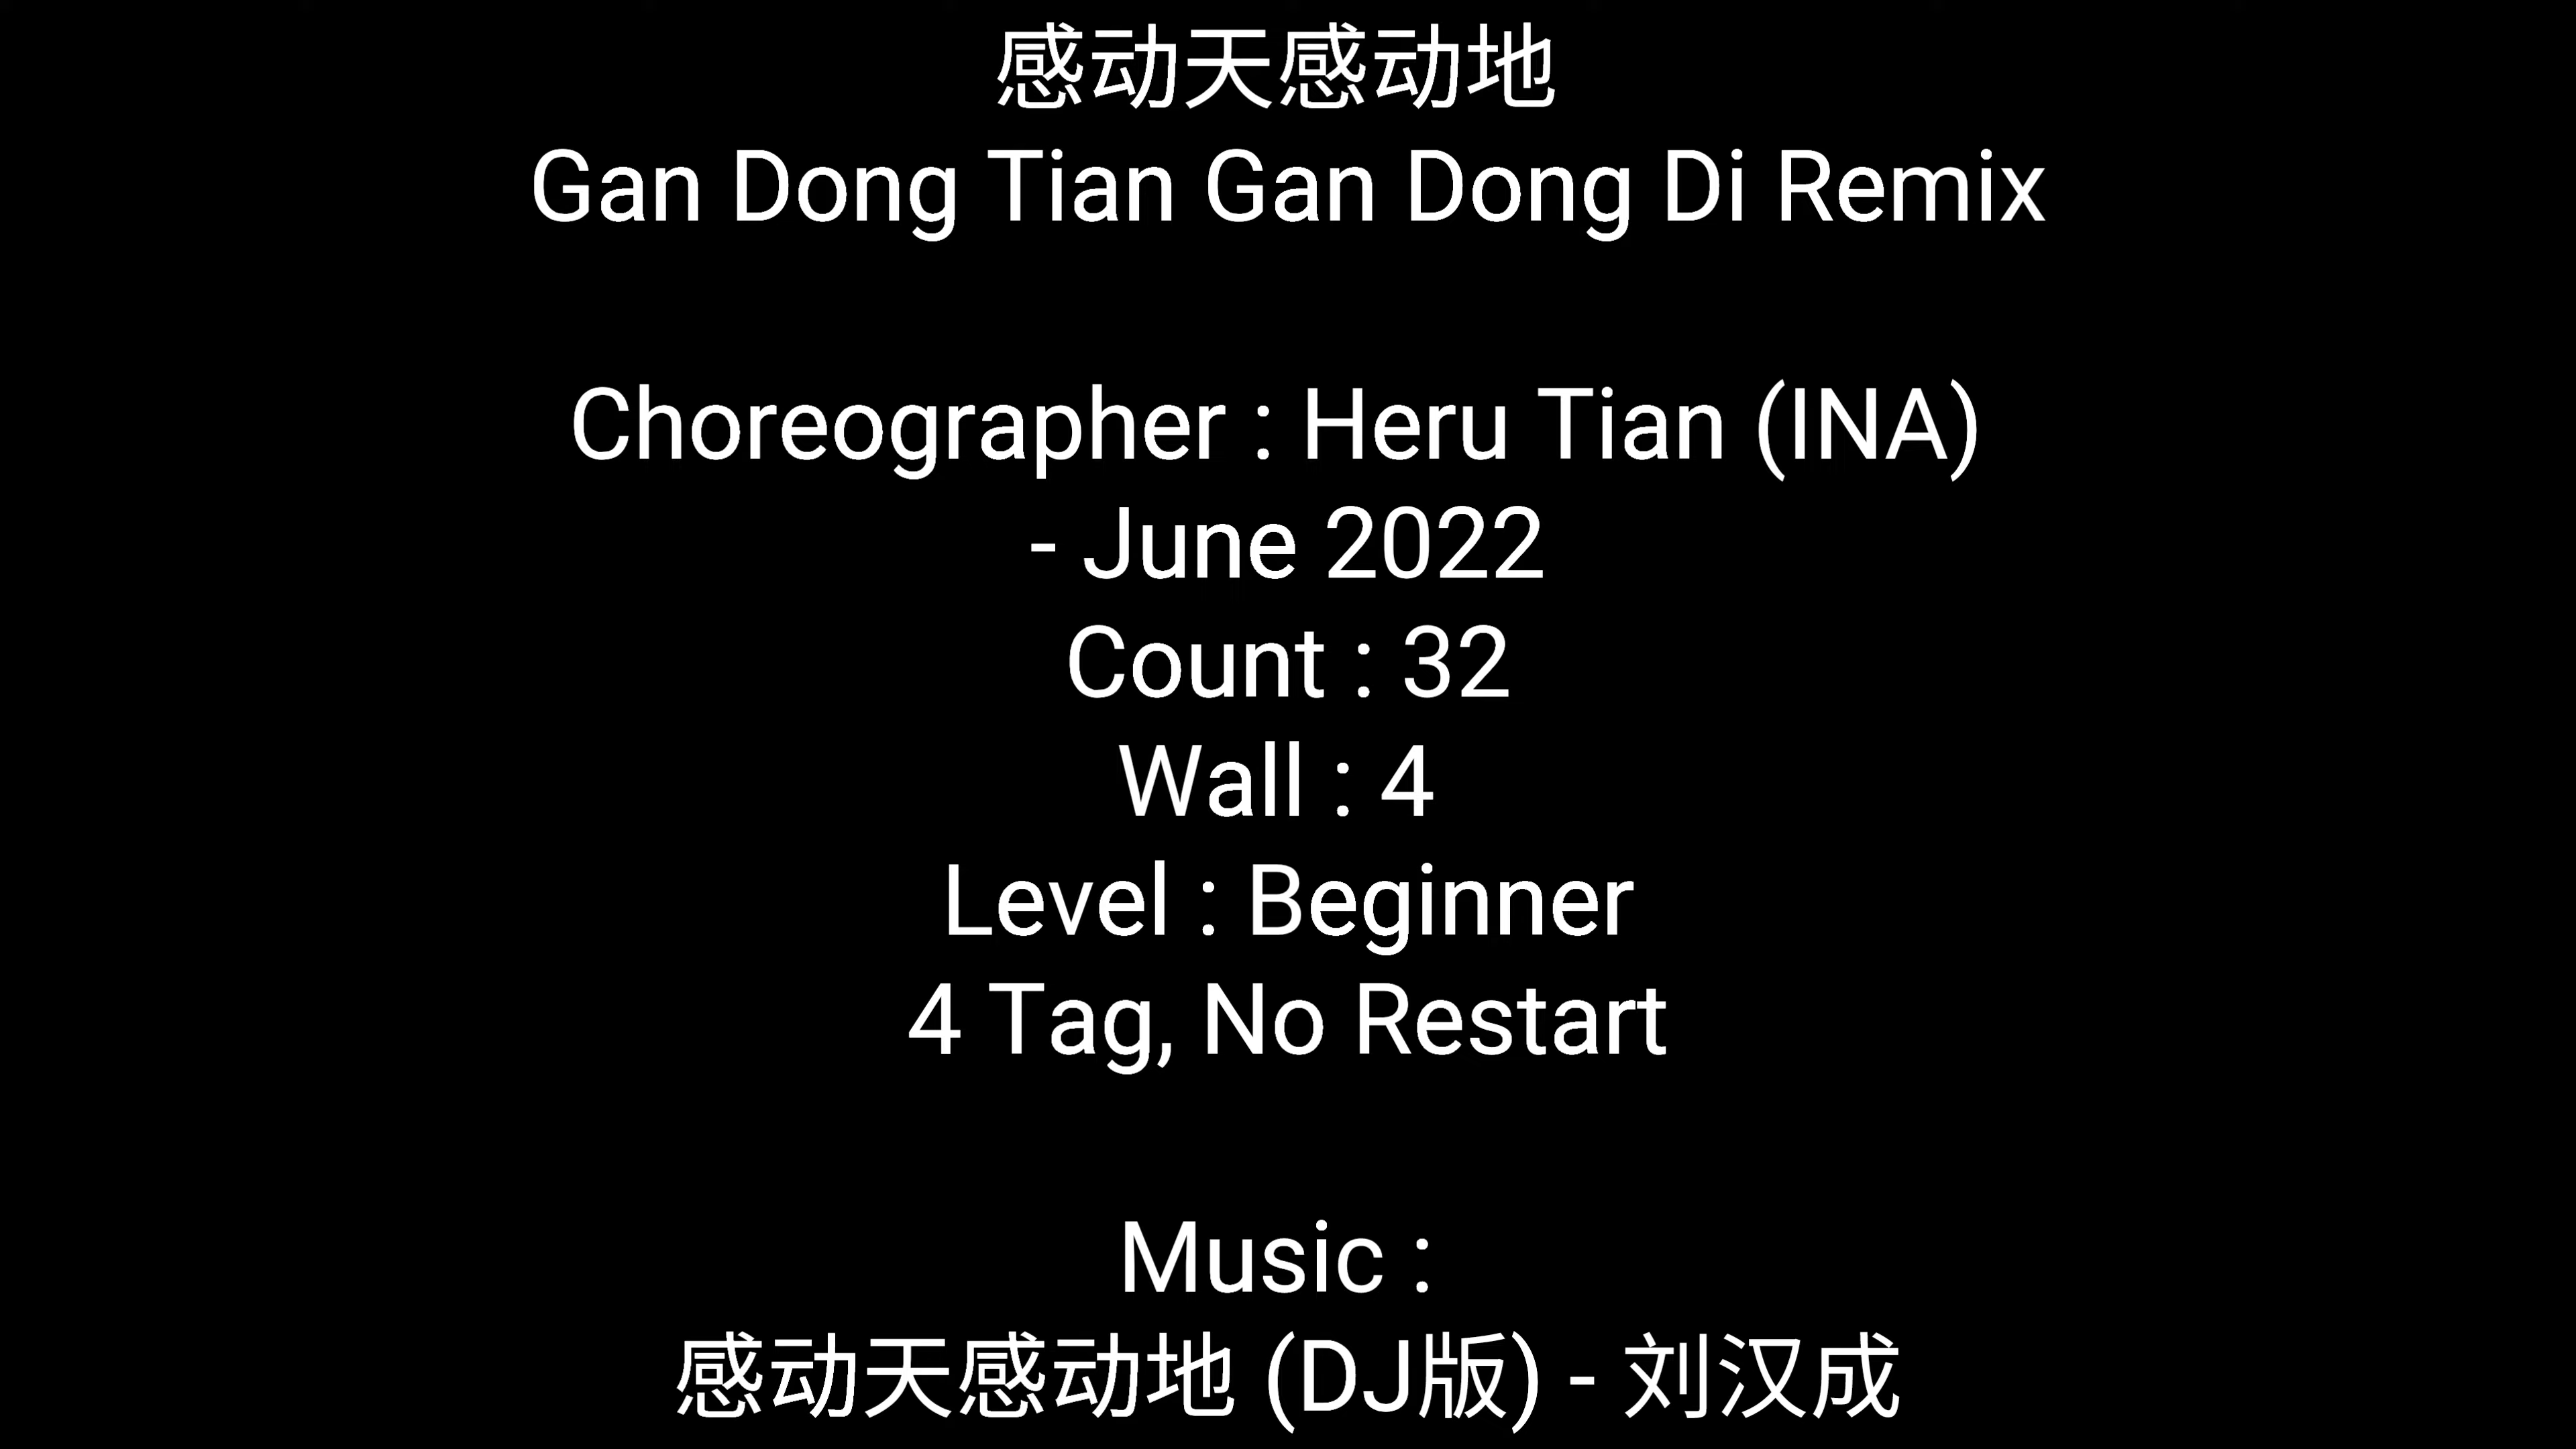 感动天感动地
Gan Dong Tian Gan Dong Di Remix
Choreographer : Heru Tian (INA)
- June 2022
Count : 32
Wall : 4
Level : Beginner
4 Tag, No Restart
Music :
感动天感动地 (DJ版) - 刘汉成